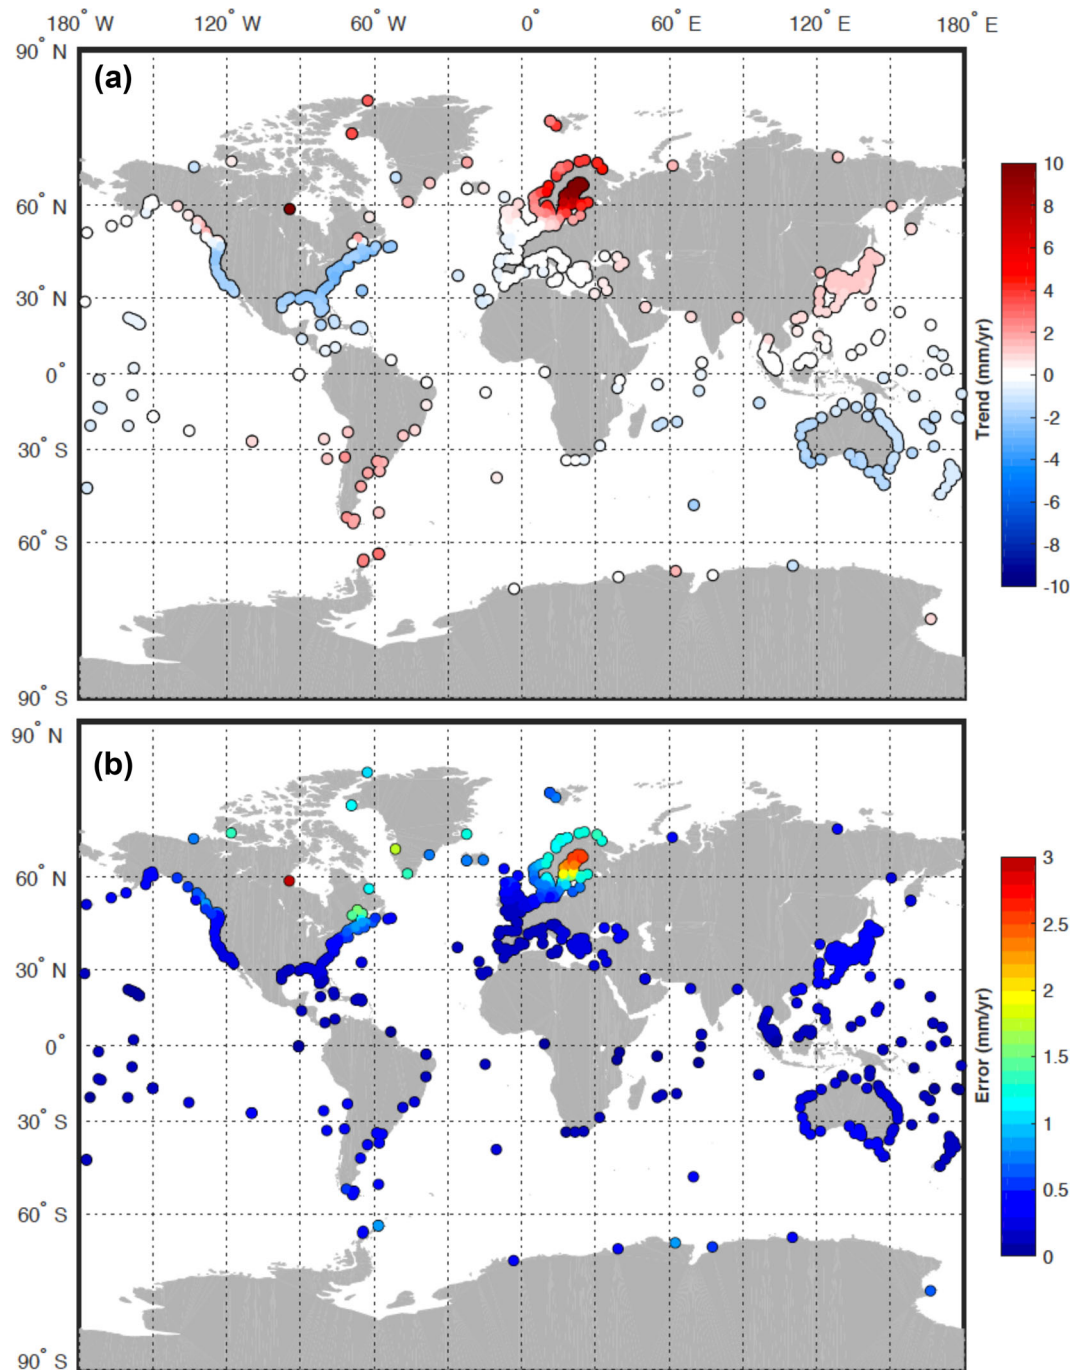 180° W 120° W 60° W 0° 60° E 120° E 180° E
90° N
(a)
60° N
30° N
0°
30° S
60° S
90° S
10
8
6
4
2
0
-2
-4
-6
-8
-10
Trend (mm/yr)
90° N
(b)
60° N
30° N
0°
30° S
60° S
90° S
3
2.5
2
1.5
1
0.5
0
Error (mm/yr)